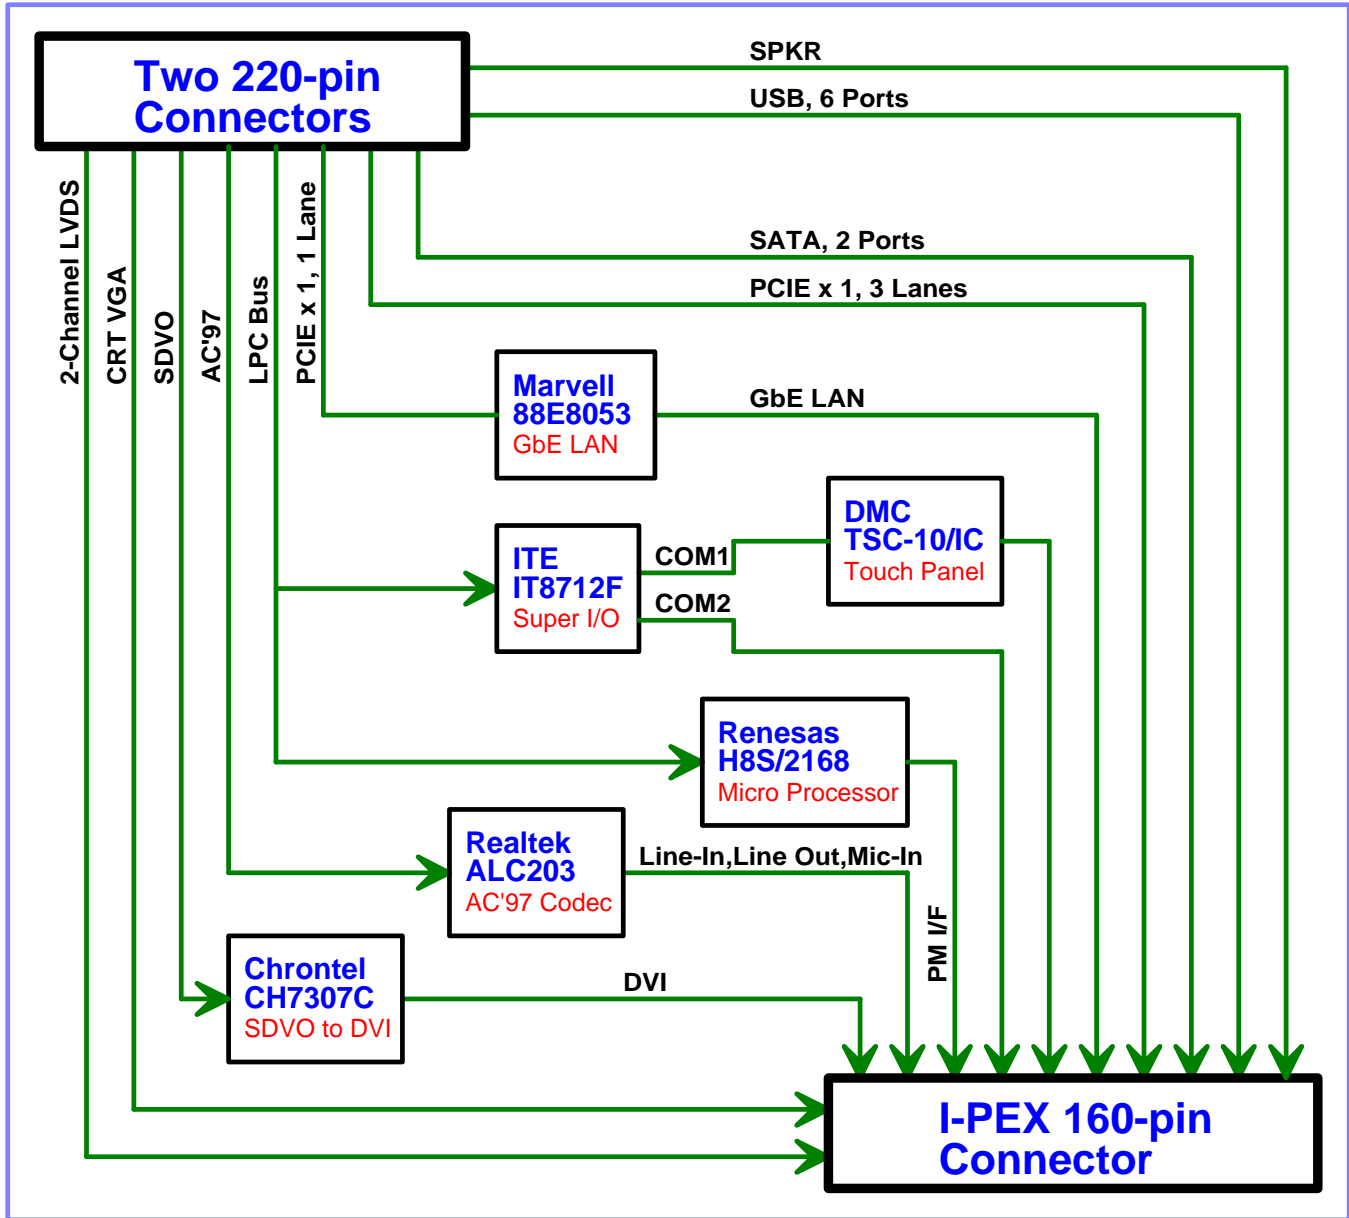 Two 220-pin
Connectors
SPKR
USB, 6 Ports
2-Channel LVDS
CRT VGA
SDVO
AC'97
LPC Bus
PCIE x 1, 1 Lane
SATA, 2 Ports
PCIE x 1, 3 Lanes
Marvell
88E8053
GbE LAN
GbE LAN
DMC
TSC-10/IC
Touch Panel
ITE
IT8712F
Super I/O
COM1
COM2
Renesas
H8S/2168
Micro Processor
Realtek
ALC203
AC'97 Codec
Line-In,Line Out,Mic-In
PM I/F
Chrontel
CH7307C
SDVO to DVI
DVI
I-PEX 160-pin
Connector